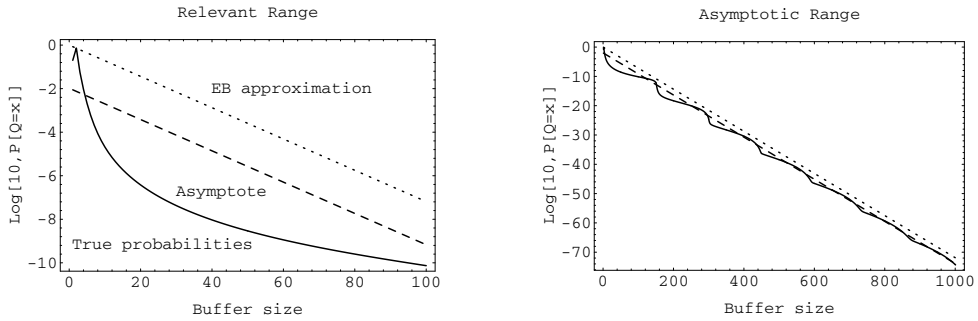 Relevant Range
0
-2
-4
-6
-8
-10
Log[10,P[Q=x]]
EB approximation
Asymptote
True probabilities
0 20 40 60 80 100
Buffer size
Asymptotic Range
0
-10
-20
-30
-40
-50
-60
-70
Log[10,P[Q=x]]
0 200 400 600 800 1000
Buffer size